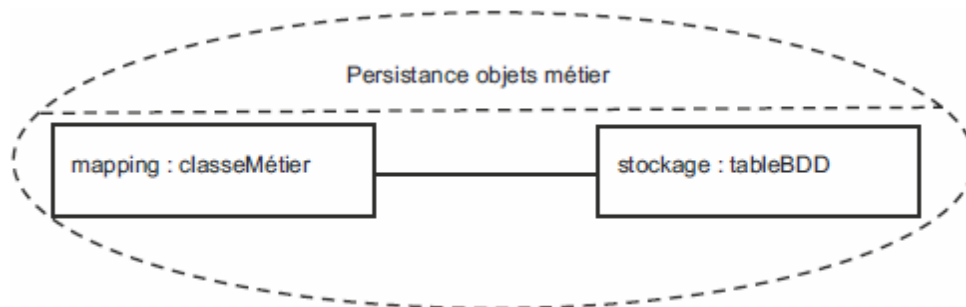 Persistance objets métier
mapping : classeMétier
stockage : tableBDD